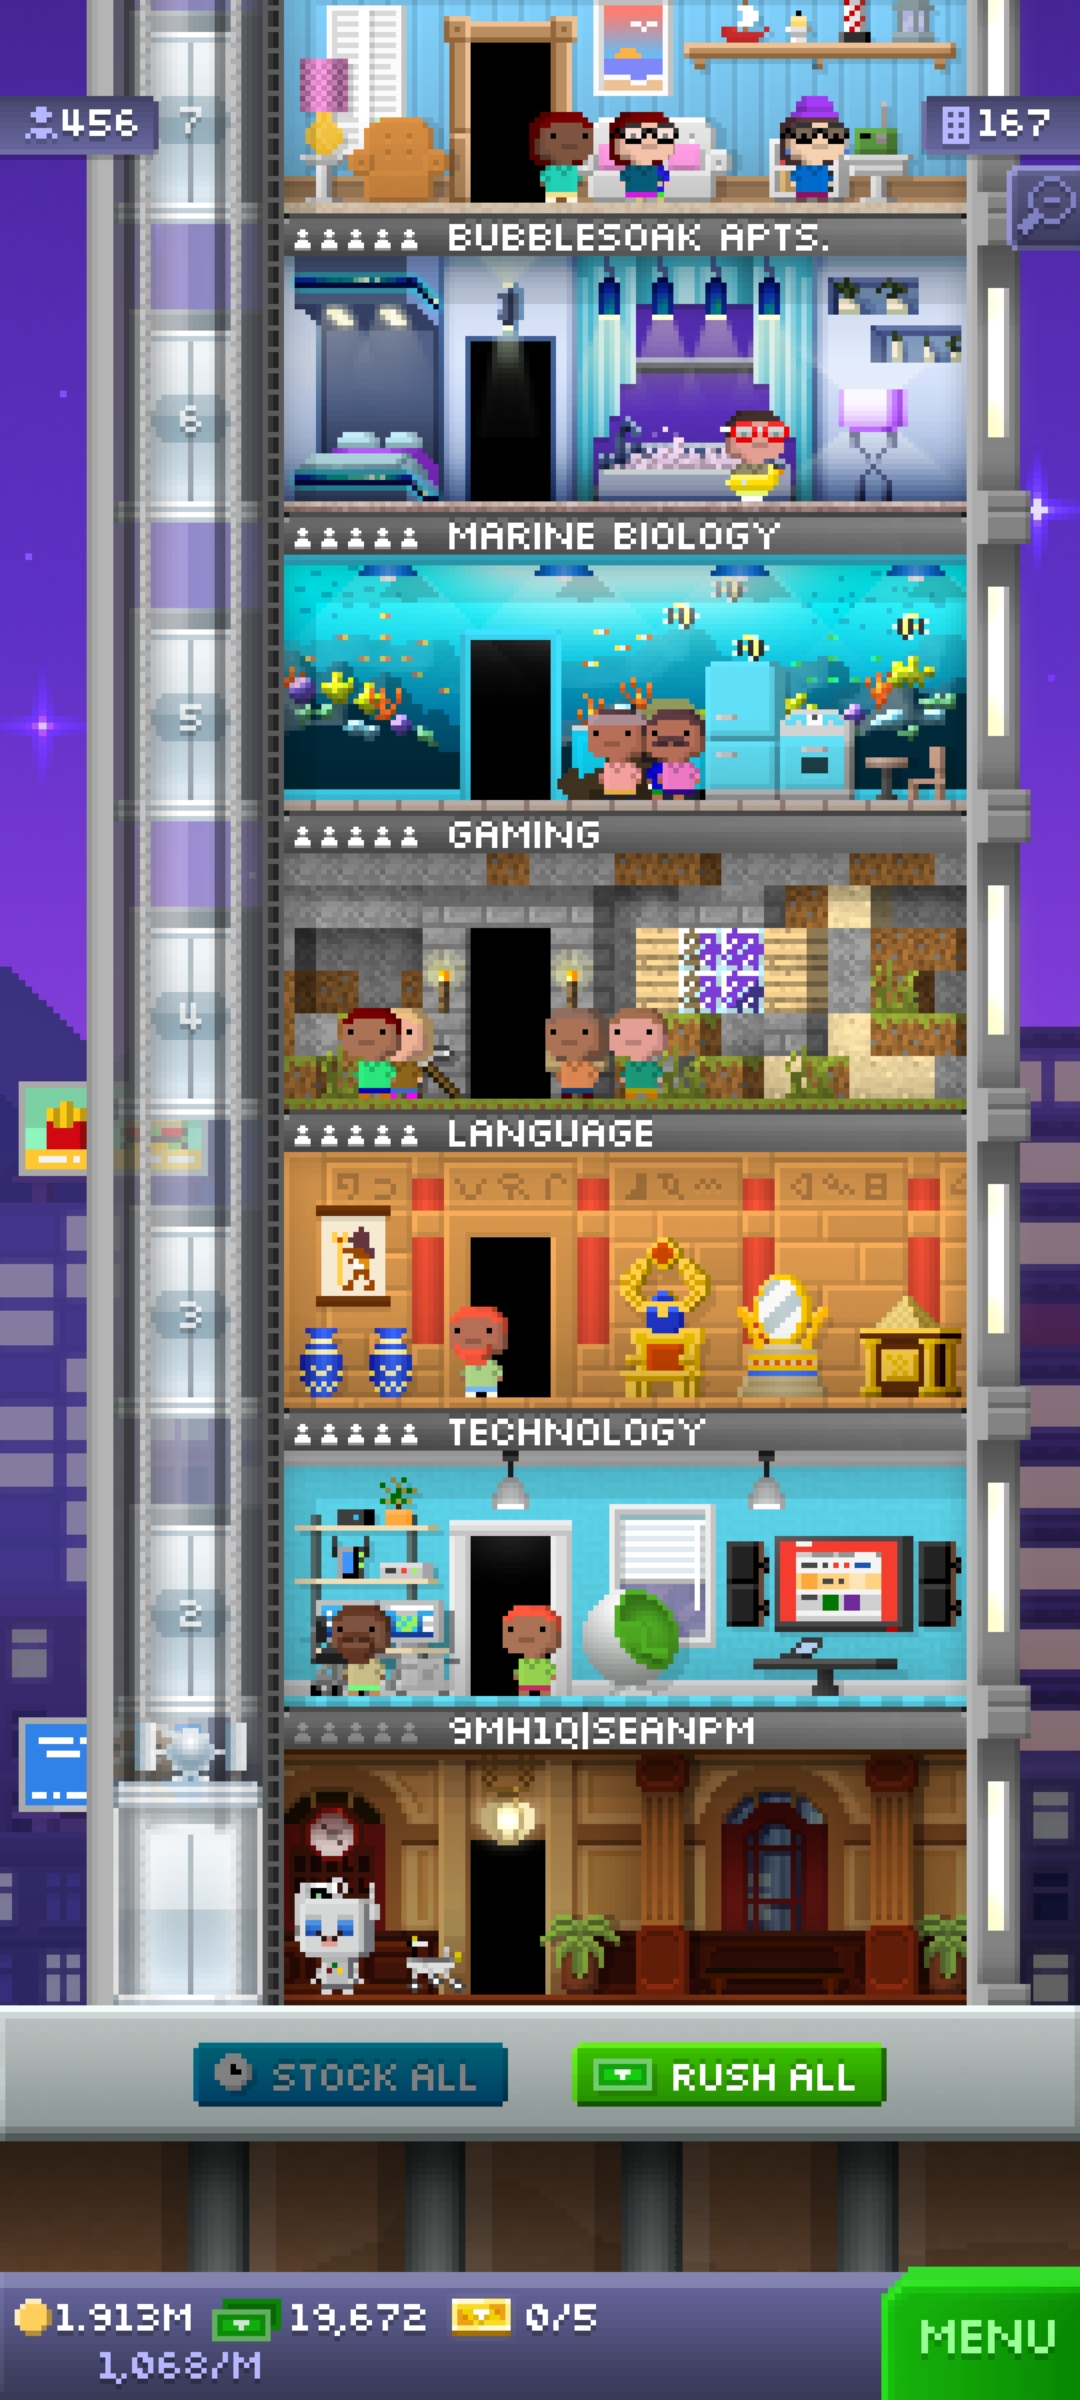 7
456
167
BUBBLESOAK APTS.
6
MARINE BIOLOGY
5
GAMING
4
LANGUAGE
3
TECHNOLOGY
2
9MH1Q|SEANPM
STOCK ALL
RUSH ALL
1.913M
19,672
0/5
1,068/M
MENU